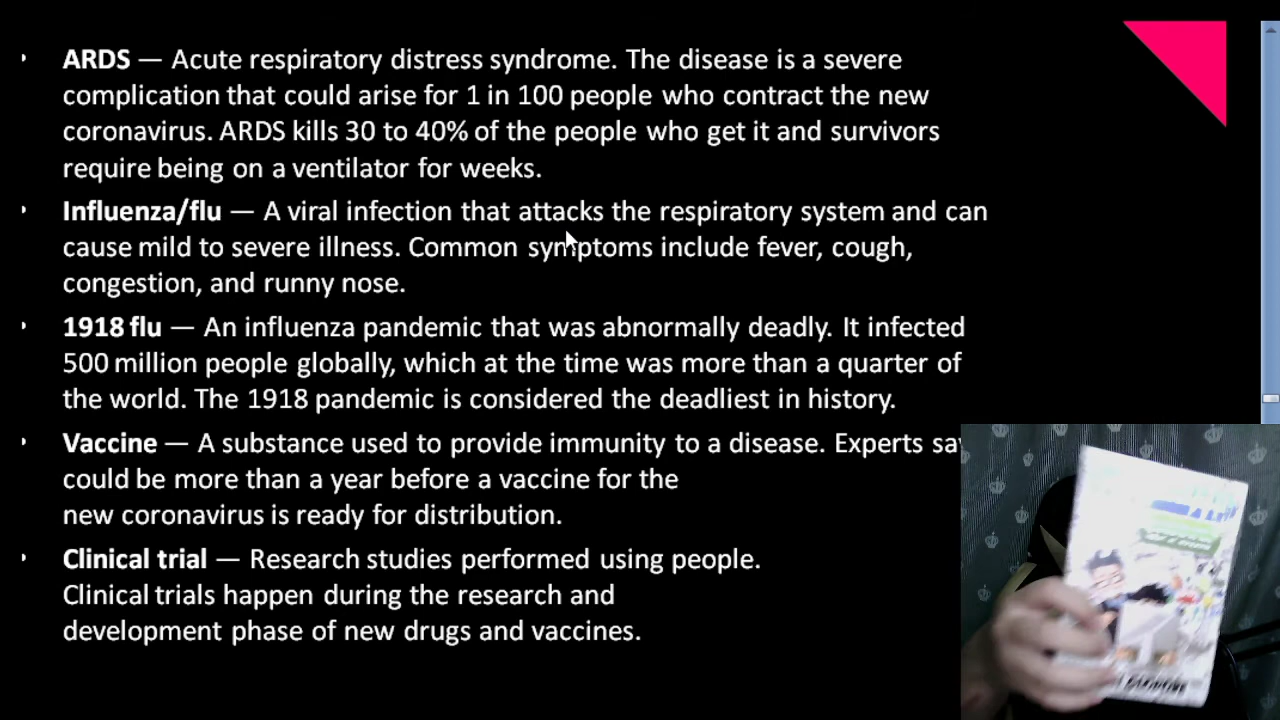 ARDS — Acute respiratory distress syndrome. The disease is a severe
complication that could arise for 1 in 100 people who contract the new
coronavirus. ARDS kills 30 to 40% of the people who get it and survivors
require being on a ventilator for weeks.
Influenza/flu — A viral infection that attacks the respiratory system and can
cause mild to severe illness. Common symptoms include fever, cough,
congestion, and runny nose.
1918 flu — An influenza pandemic that was abnormally deadly. It infected
500 million people globally, which at the time was more than a quarter of
the world. The 1918 pandemic is considered the deadliest in history.
Vaccine — A substance used to provide immunity to a disease. Experts say
could be more than a year before a vaccine for the
new coronavirus is ready for distribution.
Clinical trial — Research studies performed using people.
Clinical trials happen during the research and
development phase of new drugs and vaccines.